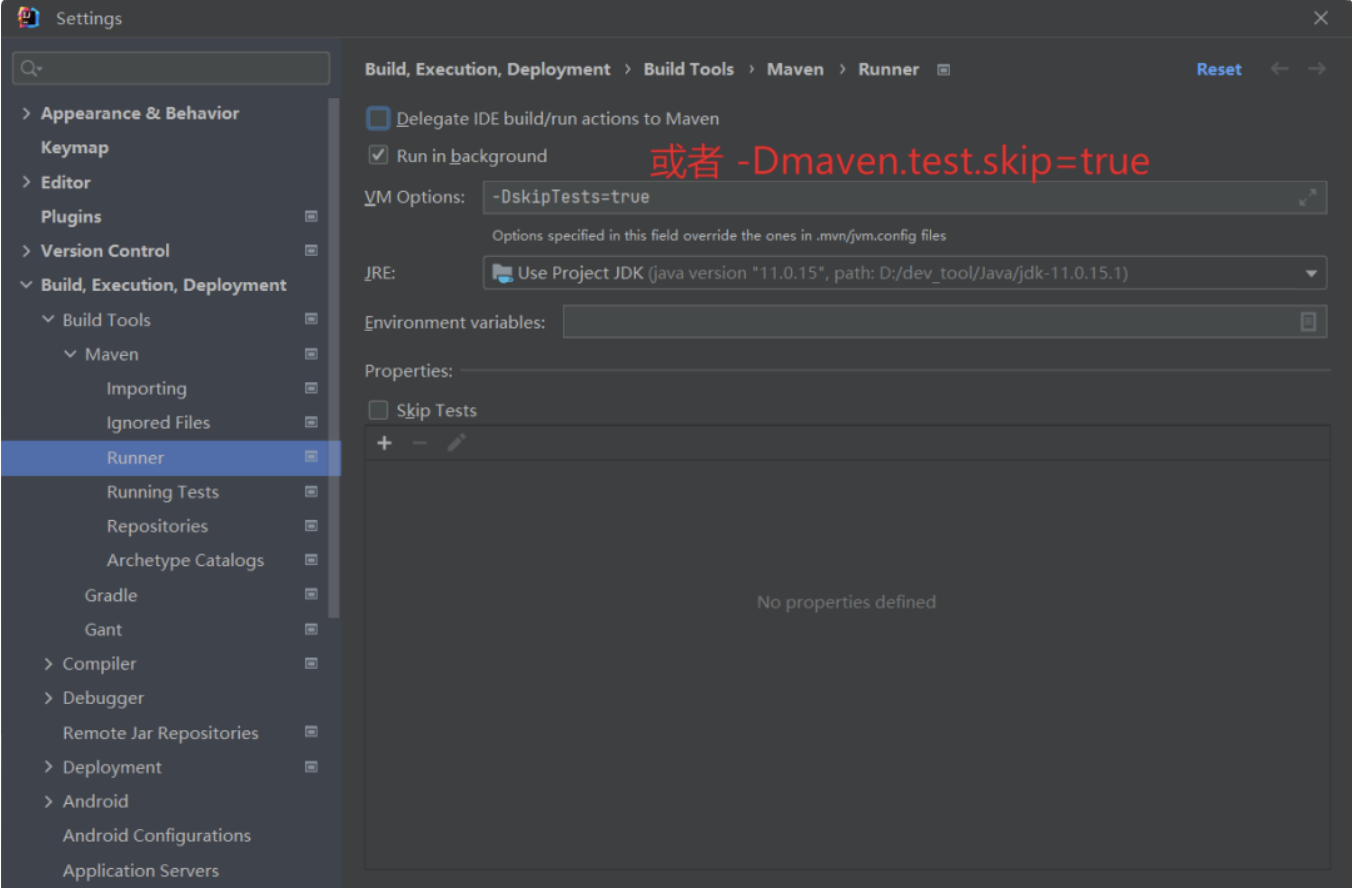 Settings
Appearance & Behavior
Keymap
Editor
Plugins
Version Control
Build, Execution, Deployment
Build Tools
Maven
Importing
Ignored Files
Runner
Running Tests
Repositories
Archetype Catalogs
Gradle
Gant
Compiler
Debugger
Remote Jar Repositories
Deployment
Android
Android Configurations
Application Servers
Build, Execution, Deployment › Build Tools › Maven › Runner
Reset
Delegate IDE build/run actions to Maven
Run in background
或者 -Dmaven.test.skip=true
VM Options: -DskipTests=true
Options specified in this field override the ones in .mvn/jvm.config files
JRE: Use Project JDK (java version "11.0.15", path: D:/dev_tool/Java/jdk-11.0.15.1)
Environment variables:
Properties:
Skip Tests
No properties defined